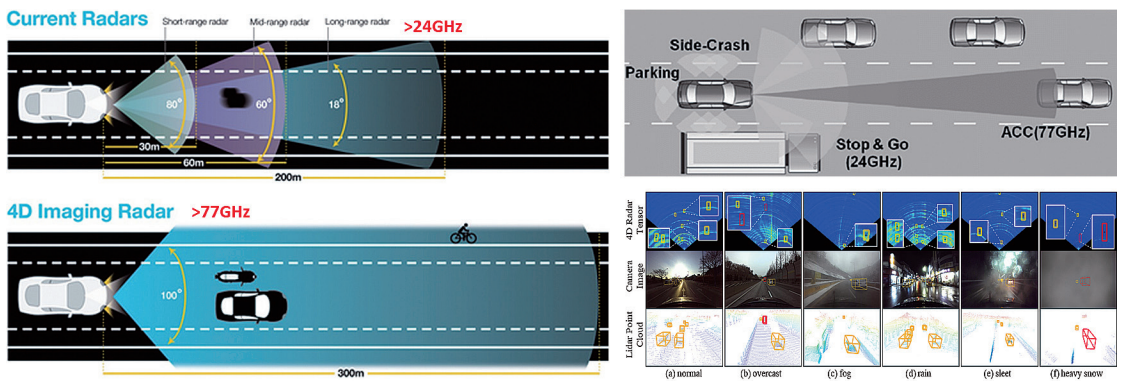 Current Radars
Short-range radar
Mid-range radar
Long-range radar
>24GHz
80°
60°
18°
30m
60m
200m
4D Imaging Radar
>77GHz
100°
300m
Side-Crash
Parking
ACC(77GHz)
Stop & Go
(24GHz)
4D Radar
Tensor
Camera
Image
Lidar Point
Cloud
(a) normal
(b) overcast
(c) fog
(d) rain
(e) sleet
(f) heavy snow